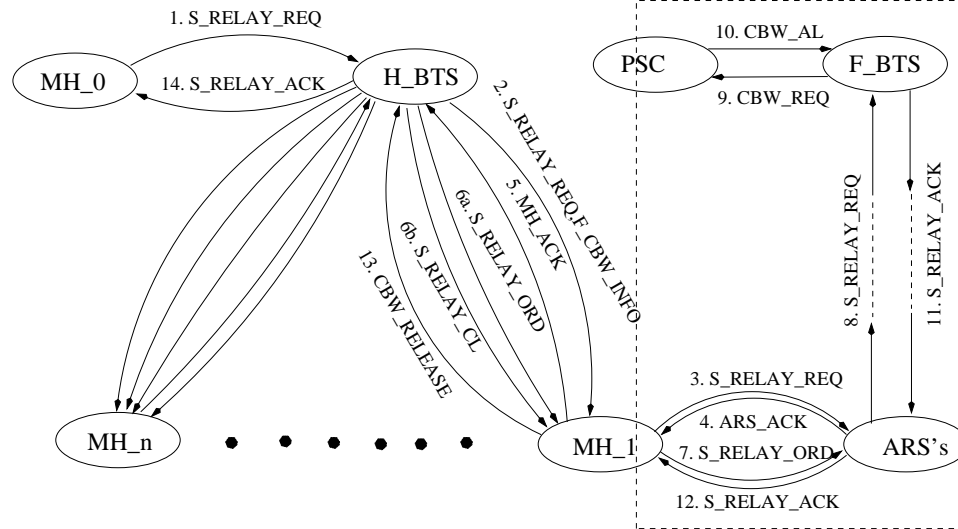 1. S_RELAY_REQ
MH_0
14. S_RELAY_ACK
H_BTS
PSC
10. CBW_AL
F_BTS
9. CBW_REQ
2. S_RELAY_REQ,F_CBW_INFO
5. MH_ACK
6a. S_RELAY_ORD
6b. S_RELAY_CL
13. CBW_RELEASE
8. S_RELAY_REQ
11. S_RELAY_ACK
MH_n
MH_1
3. S_RELAY_REQ
4. ARS_ACK
7. S_RELAY_ORD
12. S_RELAY_ACK
ARS's